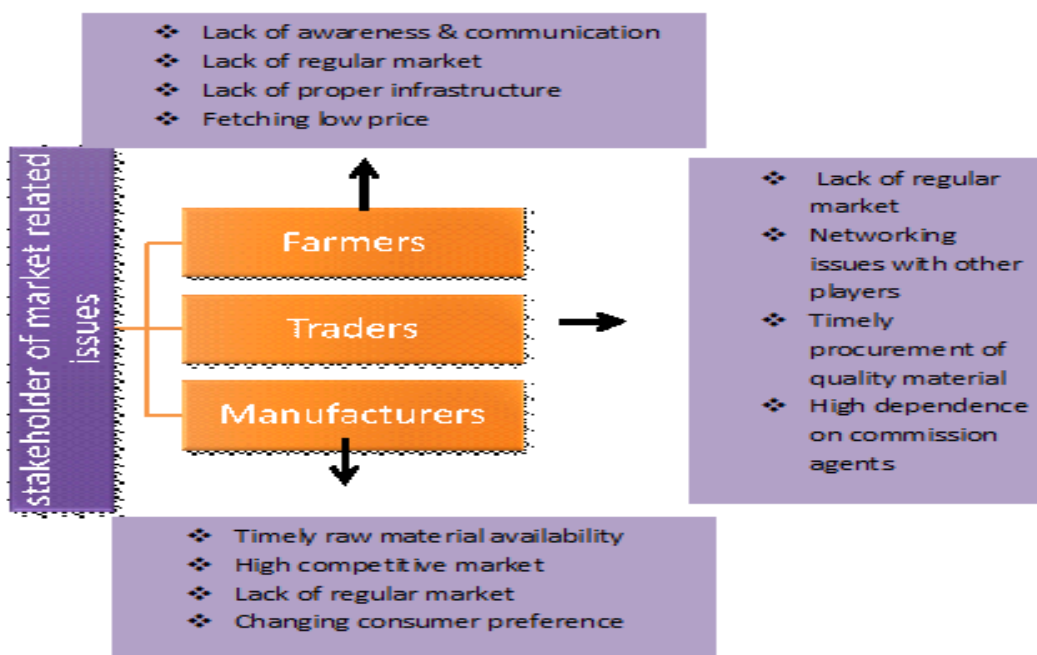 ❖ Lack of awareness & communication
❖ Lack of regular market
❖ Lack of proper infrastructure
❖ Fetching low price
stakeholder of market related
issues
Farmers
Traders
Manufacturers
❖ Lack of regular
market
❖ Networking
issues with other
players
❖ Timely
procurement of
quality material
❖ High dependence
on commission
agents
❖ Timely raw material availability
❖ High competitive market
❖ Lack of regular market
❖ Changing consumer preference